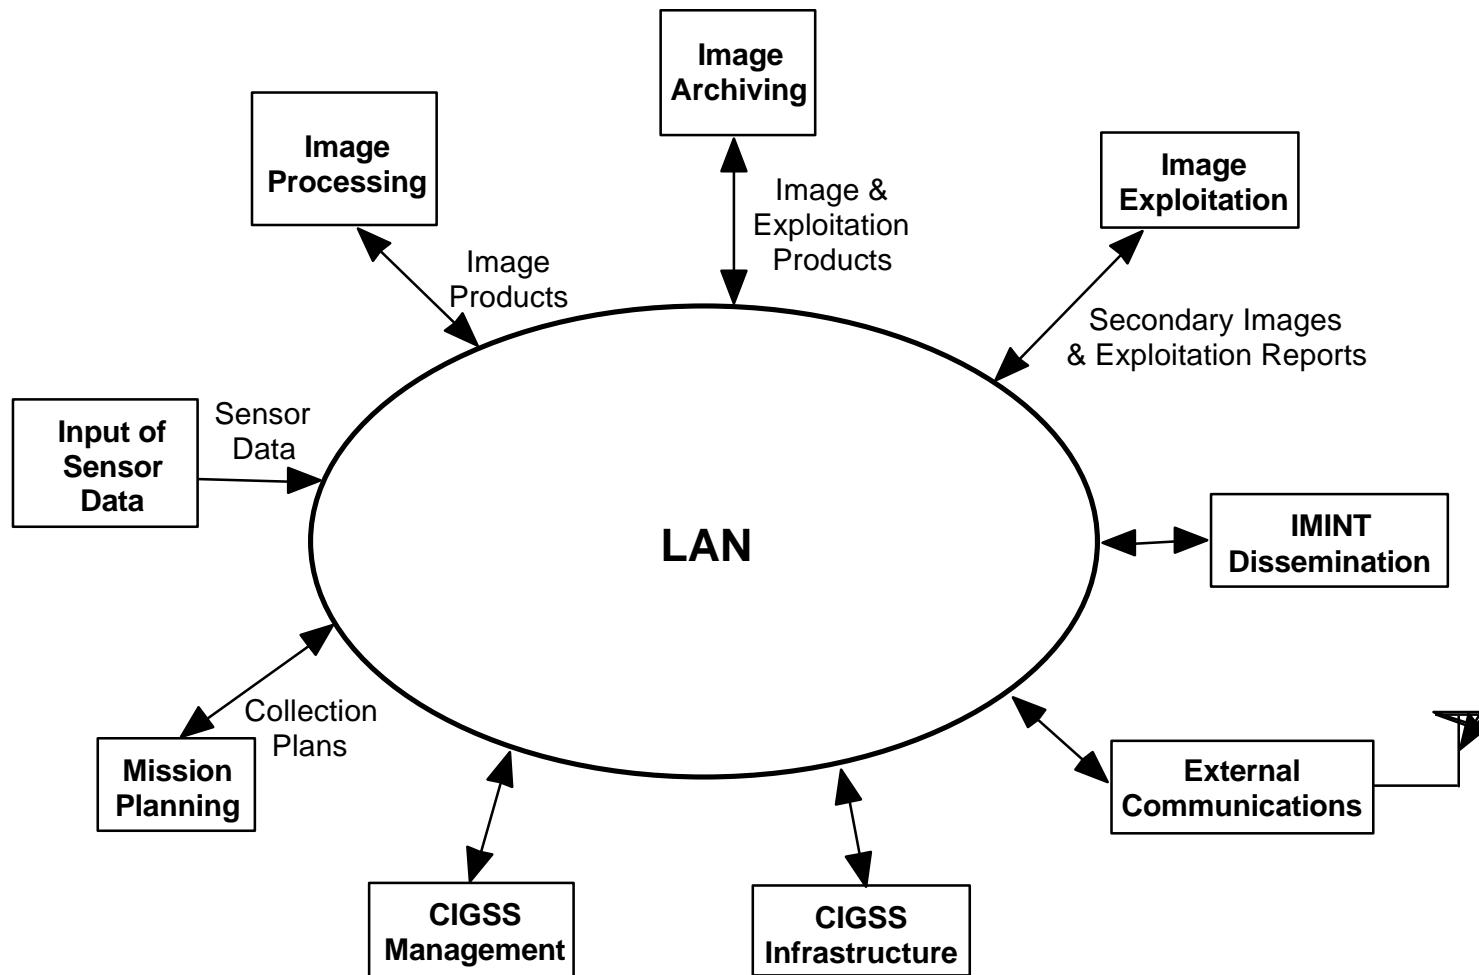 Image
Archiving
Image
Processing
Image
Exploitation
Image &
Exploitation
Products
Image
Products
Secondary Images
& Exploitation Reports
Sensor
Data
Input of
Sensor
Data
LAN
IMINT
Dissemination
Collection
Plans
Mission
Planning
External
Communications
CIGSS
Management
CIGSS
Infrastructure